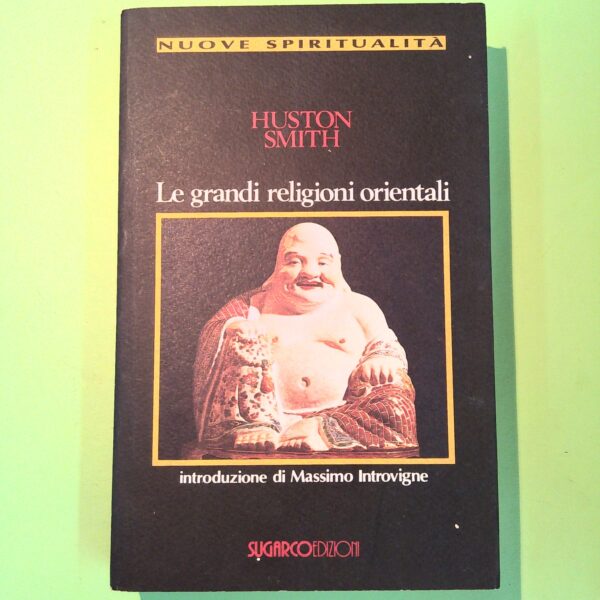 NUOVE SPIRITUALITÀ
HUSTON
SMITH
Le grandi religioni orientali
introduzione di Massimo Introvigne
SUGARCOEDIZIONI